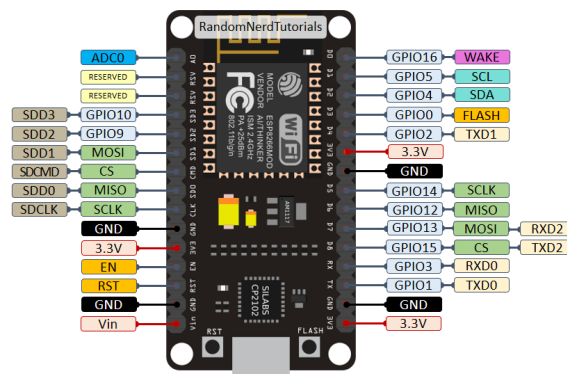 RandomNerdTutorials
ADC0
RESERVED
RESERVED
SDD3 GPIO10
SDD2 GPIO9
SDD1 MOSI
SDCMD CS
SDD0 MISO
SDCLK SCLK
GND
3.3V
EN
RST
GND
Vin
A0
RSV
RSV
SD3
SD2
SD1
CMD
SD0
CLK
GND
3V3
EN
RST
GND
Vin
MODEL
VENDOR
ESP8266MOD
AI/THINKER
ISM 2.4GHz
PA +25dBm
802.11b/g/n
FC
Wi Fi
AM1117
SILABS
CP2102
RST
FLASH
D0
D1
D2
D3
D4
3V3
GND
D5
D6
D7
D8
RX
TX
GND
3V3
GPIO16 WAKE
GPIO5 SCL
GPIO4 SDA
GPIO0 FLASH
GPIO2 TXD1
3.3V
GND
GPIO14 SCLK
GPIO12 MISO
GPIO13 MOSI RXD2
GPIO15 CS TXD2
GPIO3 RXD0
GPIO1 TXD0
GND
3.3V